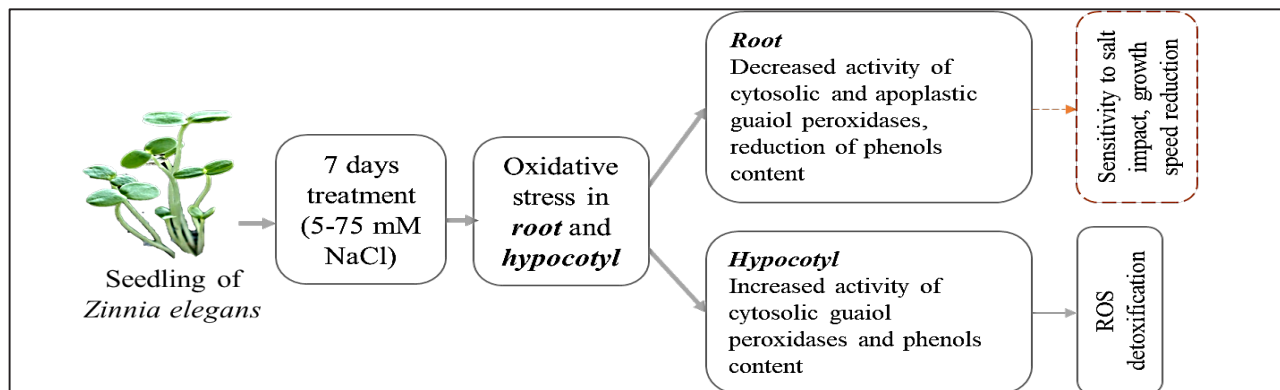 Seedling of
Zinnia elegans
7 days
treatment
(5-75 mM
NaCl)
Oxidative
stress in
root and
hypocotyl
Root
Decreased activity of
cytosolic and apoplastic
guaiol peroxidases,
reduction of phenols
content
Sensitivity to salt
impact, growth
speed reduction
Hypocotyl
Increased activity of
cytosolic guaiol
peroxidases and phenols
content
ROS
detoxification